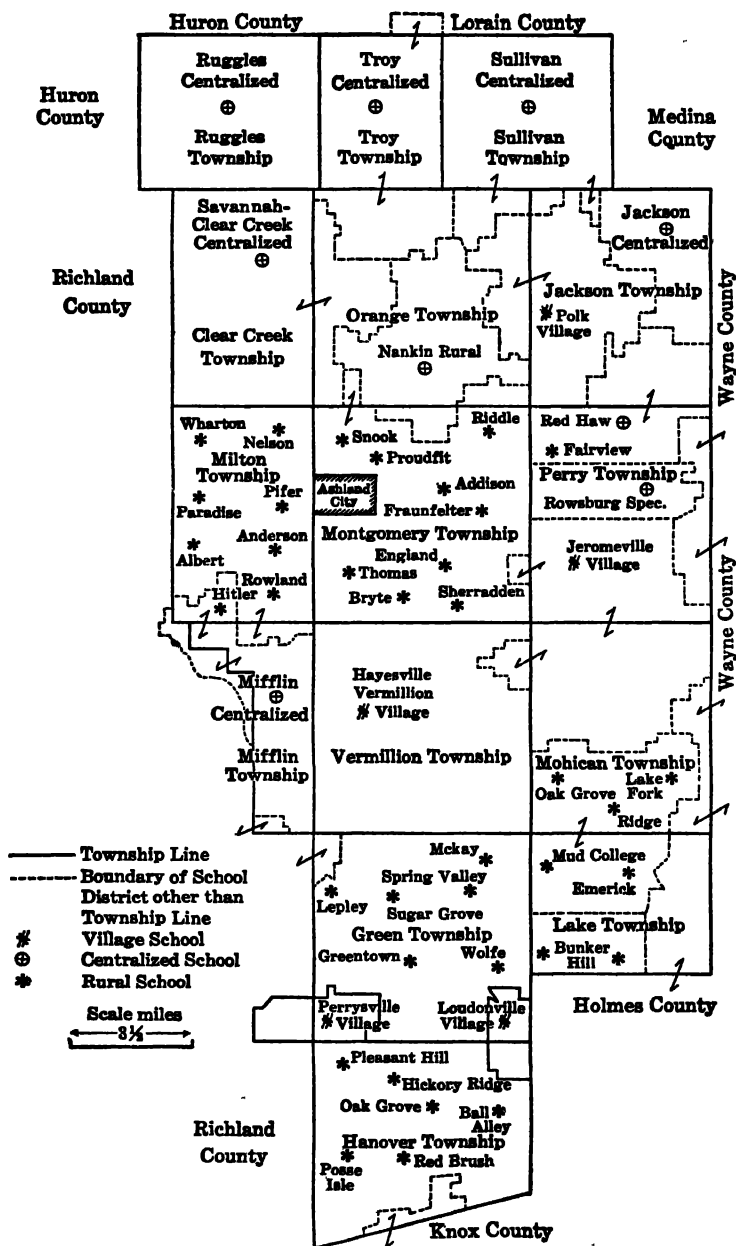 Huron County
Lorain County
Ruggles
Centralized
Troy
Centralized
Sullivan
Centralized
Huron
County
Ruggles
Township
Troy
Township
Sullivan
Township
Medina
County
Savannah-
Clear Creek
Centralized
Jackson
Centralized
Richland
County
Orange Township
Jackson Township
Polk
Village
Clear Creek
Township
Nankin Rural
Wayne County
Wharton
Nelson
Snook
Riddle
Red Haw
Milton
Township
Proudfit
Fairview
Ashland
City
Addison
Perry Township
Paradise
Pifer
Fraunfelter
Rowsburg Spec.
Montgomery Township
Anderson
England
Jeromeville
Village
Albert
Thomas
Rowland
Hitler
Bryte
Sherradden
Wayne County
Mifflin
Centralized
Hayesville
Vermillion
Village
Mifflin
Township
Vermillion Township
Mohican Township
Oak Grove
Lake
Fork
Ridge
Township Line
Boundary of School
District other than
Township Line
Village School
Centralized School
Rural School
Scale miles
3½
Mckay
Mud College
Spring Valley
Emerick
Lepley
Sugar Grove
Green Township
Lake Township
Greentown
Wolfe
Bunker
Hill
Perrysville
Village
Loudonville
Village
Holmes County
Pleasant Hill
Hickory Ridge
Oak Grove
Ball
Alley
Richland
County
Hanover Township
Posse
Isle
Red Brush
Knox County